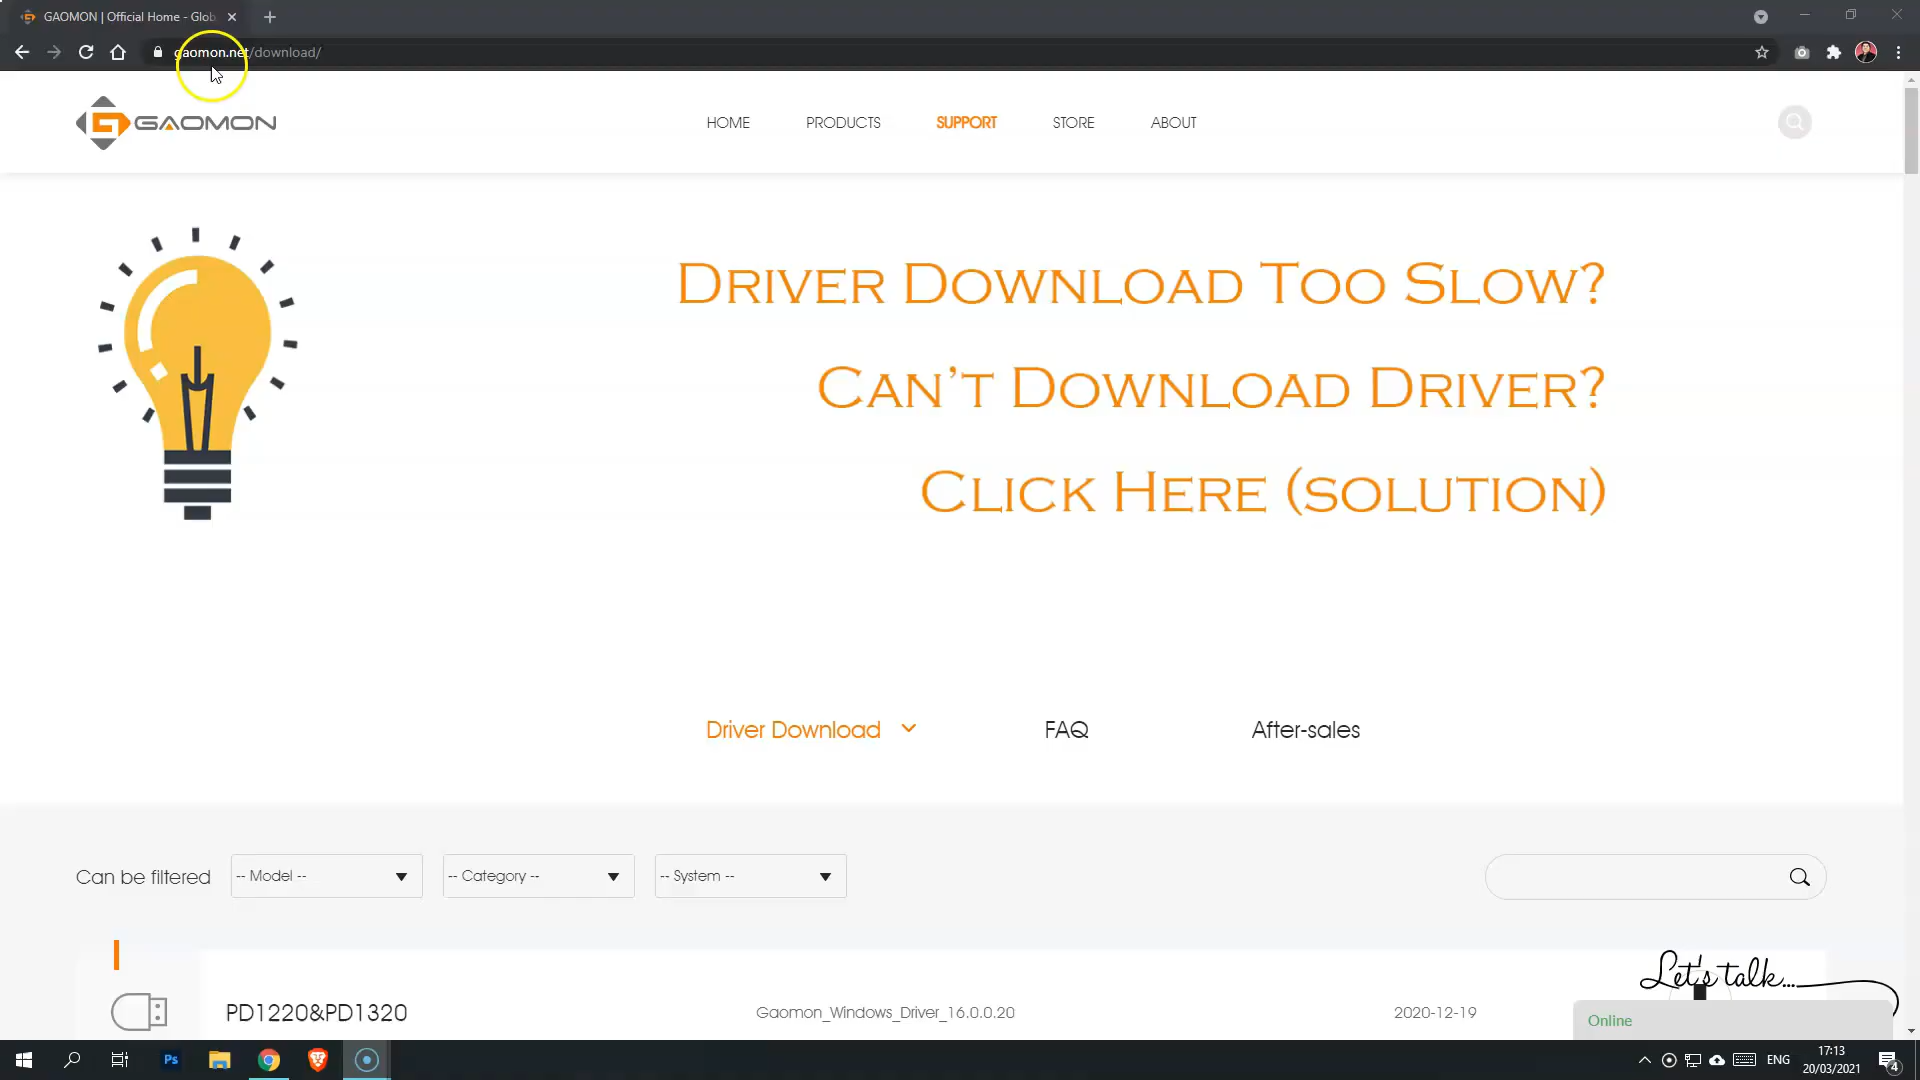 GAOMON | Official Home - Glob
gaomon.net/download/
GAOMON
HOME PRODUCTS SUPPORT STORE ABOUT
DRIVER DOWNLOAD TOO SLOW?
CAN'T DOWNLOAD DRIVER?
CLICK HERE (SOLUTION)
Driver Download FAQ After-sales
Can be filtered -- Model -- -- Category -- -- System --
Let's talk...
PD1220&PD1320 Gaomon_Windows_Driver_16.0.0.20 2020-12-19
Online
Ps
ENG
17:13
20/03/2021
4